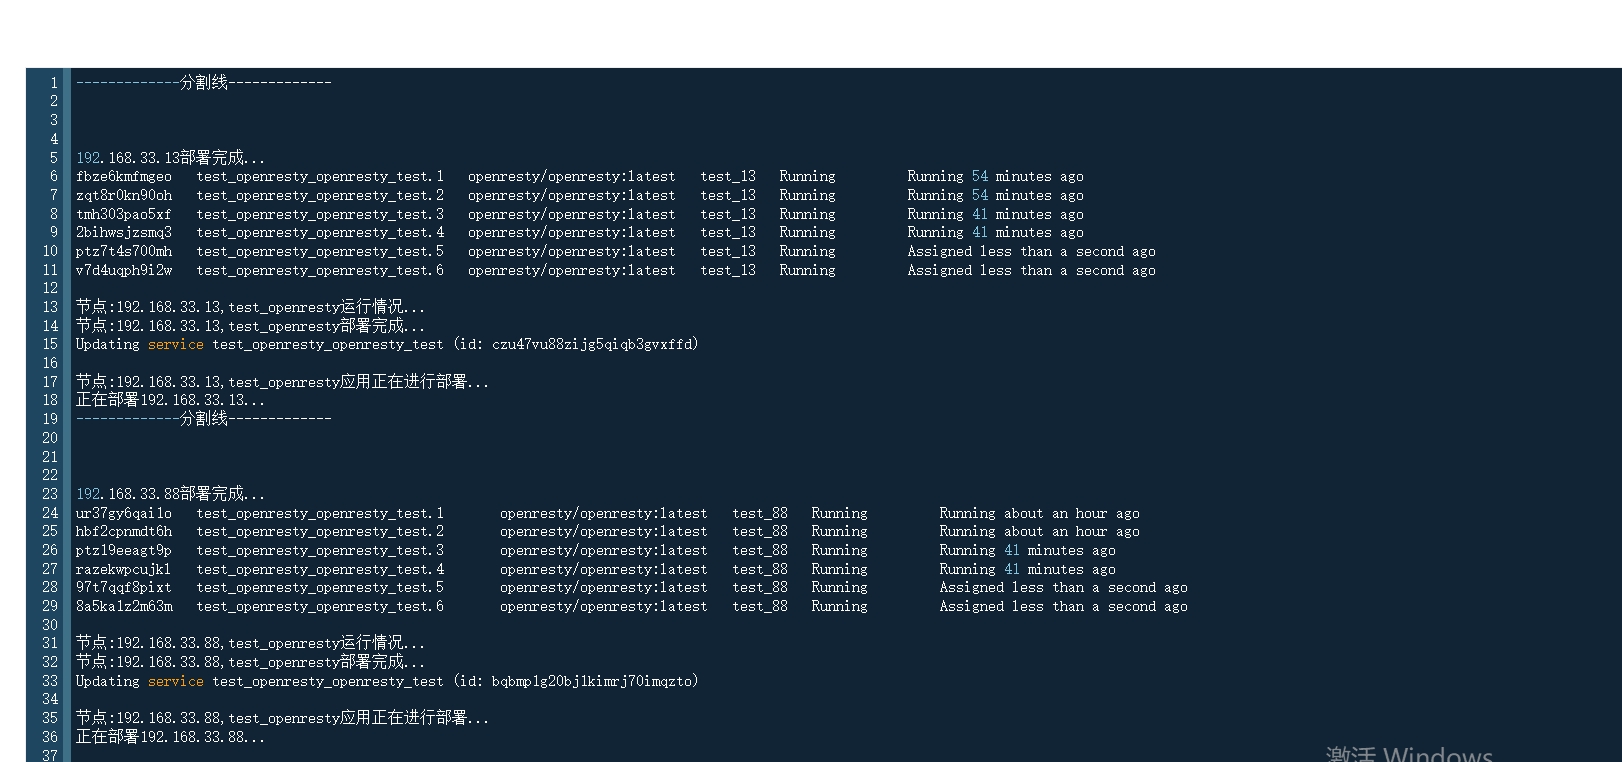 1 -------------分割线-------------
2
3
4
5 192.168.33.13部署完成...
6 fbze6kmfmgeo test_openresty_openresty_test.1 openresty/openresty:latest test_13 Running Running 54 minutes ago
7 zqt8r0kn90oh test_openresty_openresty_test.2 openresty/openresty:latest test_13 Running Running 54 minutes ago
8 tmh303pao5xf test_openresty_openresty_test.3 openresty/openresty:latest test_13 Running Running 41 minutes ago
9 2bihwsjzsmq3 test_openresty_openresty_test.4 openresty/openresty:latest test_13 Running Running 41 minutes ago
10 ptz7t4s700mh test_openresty_openresty_test.5 openresty/openresty:latest test_13 Running Assigned less than a second ago
11 v7d4uqph9i2w test_openresty_openresty_test.6 openresty/openresty:latest test_13 Running Assigned less than a second ago
12
13 节点:192.168.33.13,test_openresty运行情况...
14 节点:192.168.33.13,test_openresty部署完成...
15 Updating service test_openresty_openresty_test (id: czu47vu88zijg5qiqb3gvxffd)
16
17 节点:192.168.33.13,test_openresty应用正在进行部署...
18 正在部署192.168.33.13...
19 -------------分割线-------------
20
21
22
23 192.168.33.88部署完成...
24 ur37gy6qai1o test_openresty_openresty_test.1 openresty/openresty:latest test_88 Running Running about an hour ago
25 hbf2cpnmdt6h test_openresty_openresty_test.2 openresty/openresty:latest test_88 Running Running about an hour ago
26 ptz19eeagt9p test_openresty_openresty_test.3 openresty/openresty:latest test_88 Running Running 41 minutes ago
27 razekwpcujk1 test_openresty_openresty_test.4 openresty/openresty:latest test_88 Running Running 41 minutes ago
28 97t7qqf8pixt test_openresty_openresty_test.5 openresty/openresty:latest test_88 Running Assigned less than a second ago
29 8a5ka1z2m63m test_openresty_openresty_test.6 openresty/openresty:latest test_88 Running Assigned less than a second ago
30
31 节点:192.168.33.88,test_openresty运行情况...
32 节点:192.168.33.88,test_openresty部署完成...
33 Updating service test_openresty_openresty_test (id: bqbmp1g20bj1kimrj70imqzto)
34
35 节点:192.168.33.88,test_openresty应用正在进行部署...
36 正在部署192.168.33.88...
37
激活 Windows